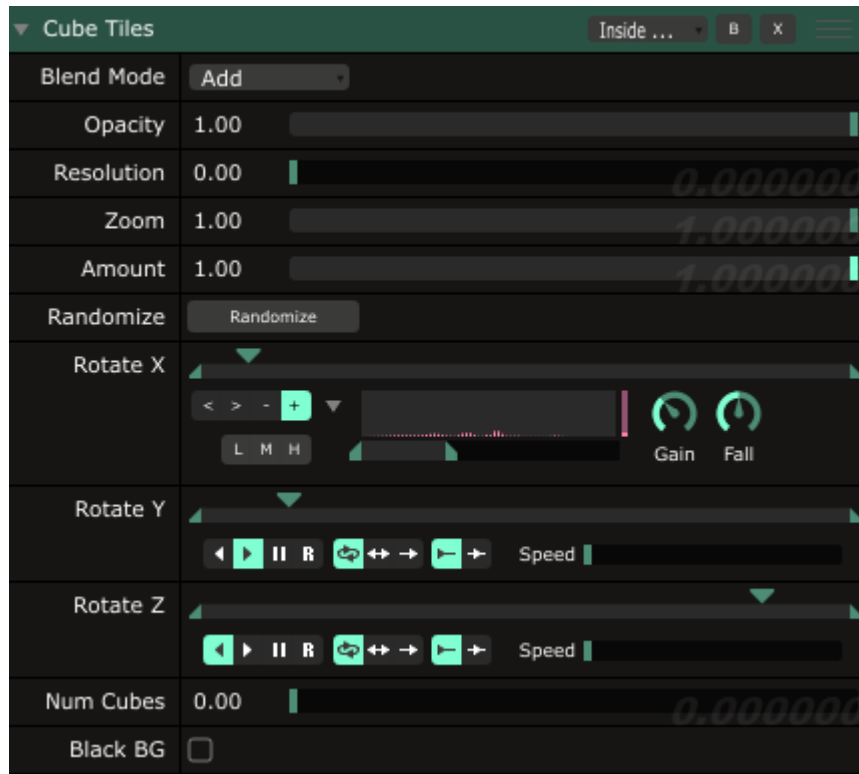 Cube Tiles Inside ... B X
Blend Mode Add
Opacity 1.00
Resolution 0.00 0.000000
Zoom 1.00 1.000000
Amount 1.00 1.000000
Randomize Randomize
Rotate X
< > - +
L M H Gain Fall
Rotate Y
R Speed
Rotate Z
R Speed
Num Cubes 0.00 0.000000
Black BG